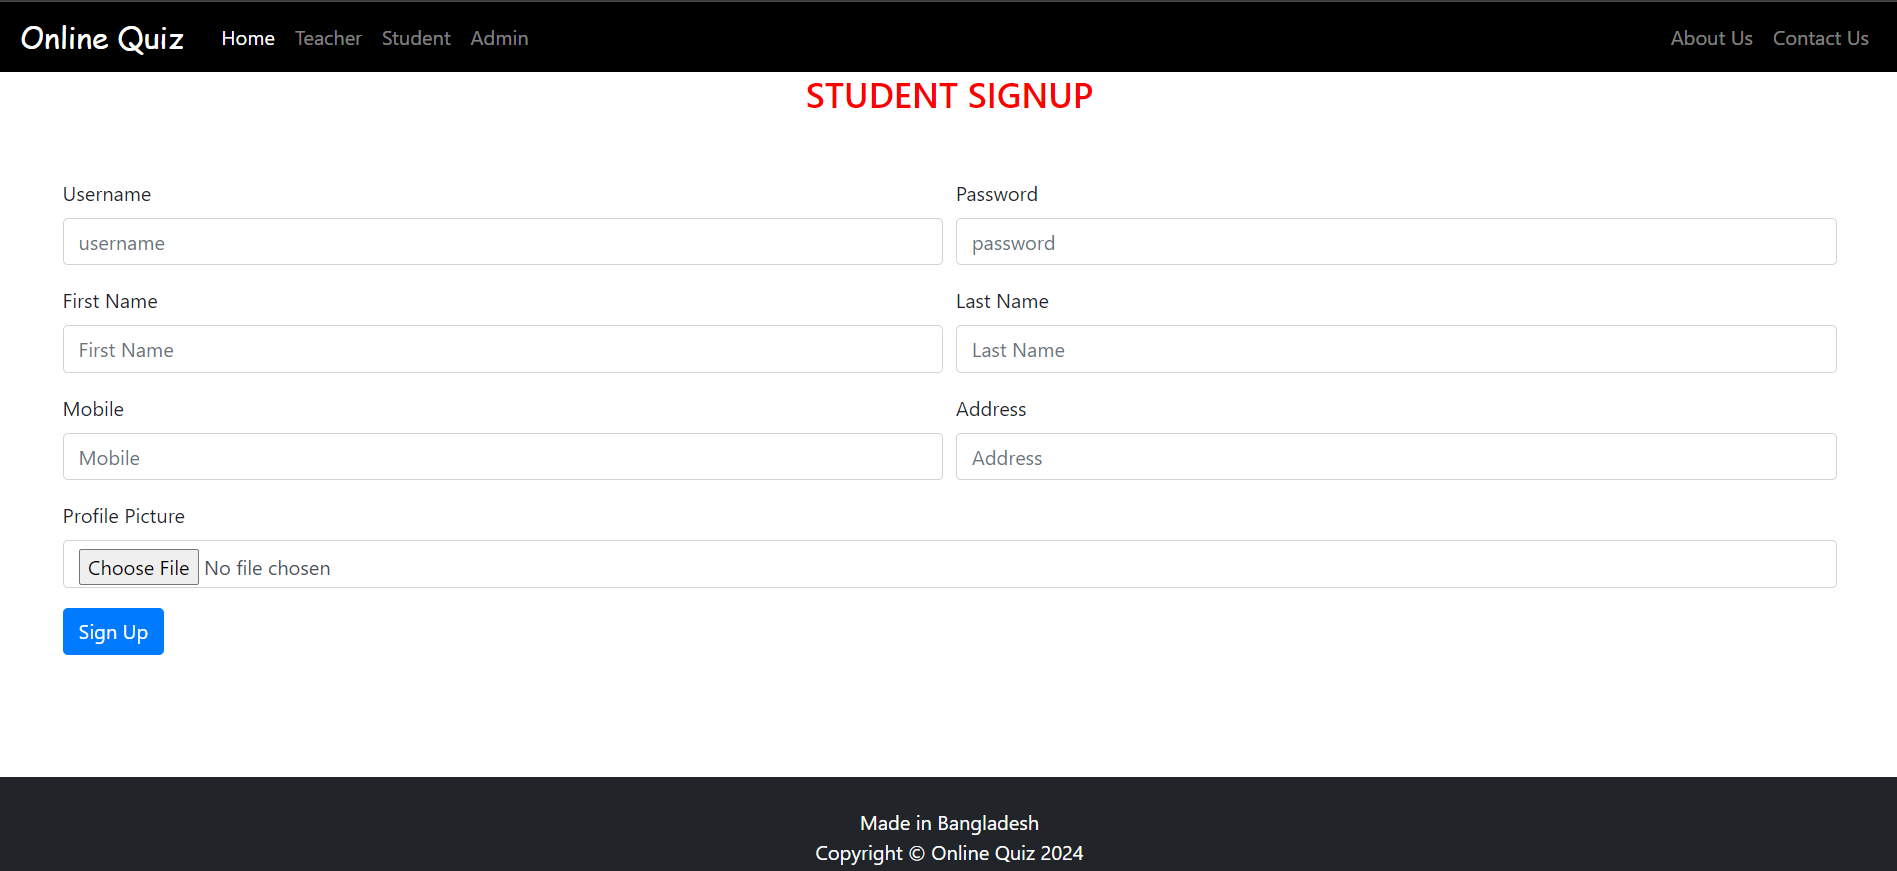 Online Quiz Home Teacher Student Admin About Us Contact Us
STUDENT SIGNUP
Username Password
username password
First Name Last Name
First Name Last Name
Mobile Address
Mobile Address
Profile Picture
Choose File No file chosen
Sign Up
Made in Bangladesh
Copyright © Online Quiz 2024